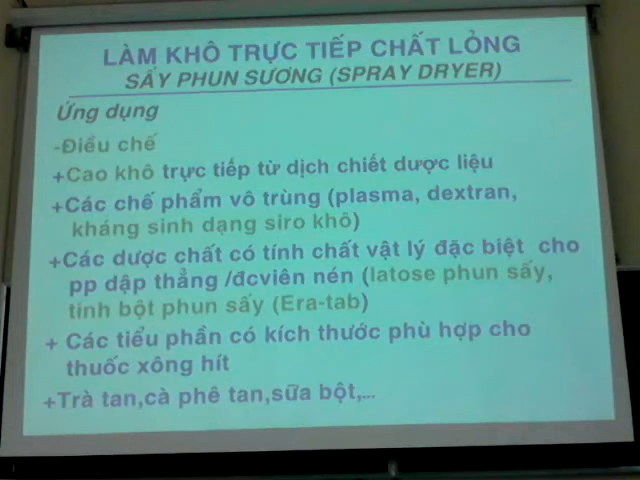 LÀM KHÔ TRỰC TIẾP CHẤT LỎNG
SẤY PHUN SƯƠNG (SPRAY DRYER)
Ứng dụng
-Điều chế
+Cao khô trực tiếp từ dịch chiết dược liệu
+Các chế phẩm vô trùng (plasma, dextran,
kháng sinh dạng siro khô)
+Các dược chất có tính chất vật lý đặc biệt cho
pp dập thẳng /đcviên nén (latose phun sấy,
tinh bột phun sấy (Era-tab)
+ Các tiểu phần có kích thước phù hợp cho
thuốc xông hít
+Trà tan,cà phê tan,sữa bột,...